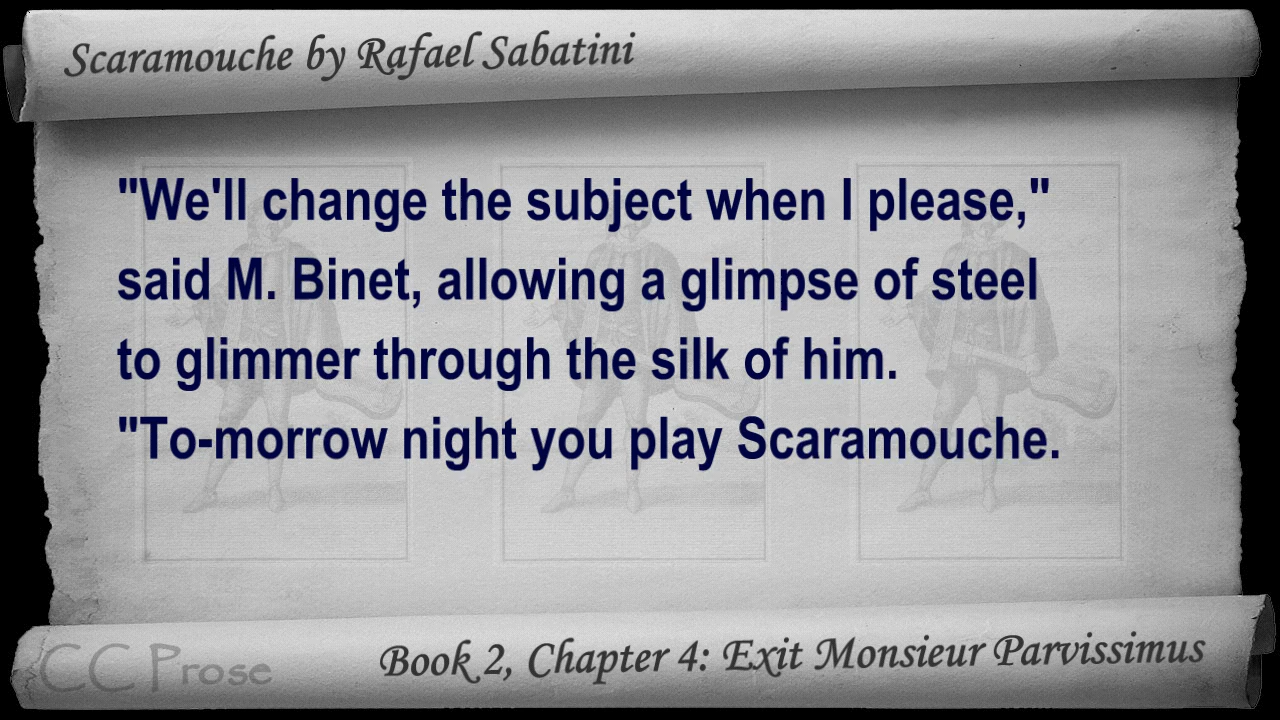 Scaramouche by Rafael Sabatini
"We'll change the subject when I please,"
said M. Binet, allowing a glimpse of steel
to glimmer through the silk of him.
"To-morrow night you play Scaramouche.
CC Prose
Book 2, Chapter 4: Exit Monsieur Parvissimus